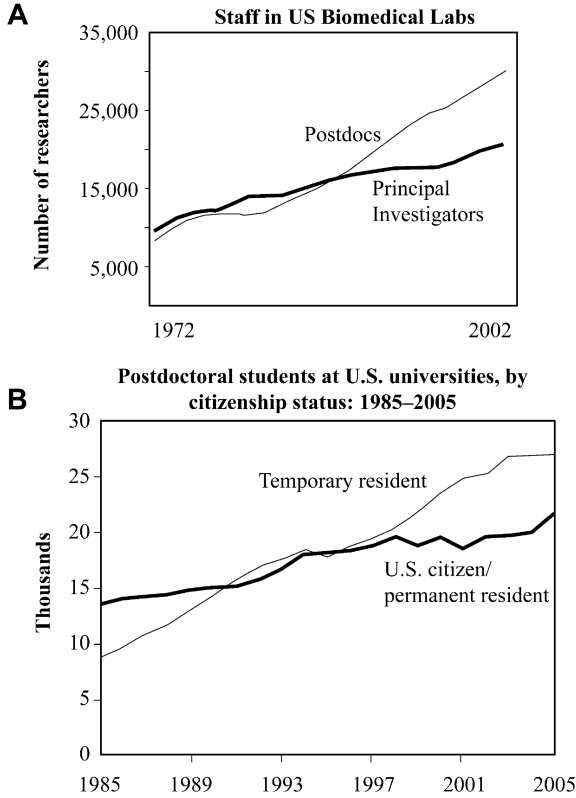 A
Staff in US Biomedical Labs
35,000
25,000
15,000
5,000
Number of researchers
Postdocs
Principal
Investigators
1972
2002
B
Postdoctoral students at U.S. universities, by
citizenship status: 1985–2005
30
25
20
15
10
5
0
Thousands
Temporary resident
U.S. citizen/
permanent resident
1985
1989
1993
1997
2001
2005